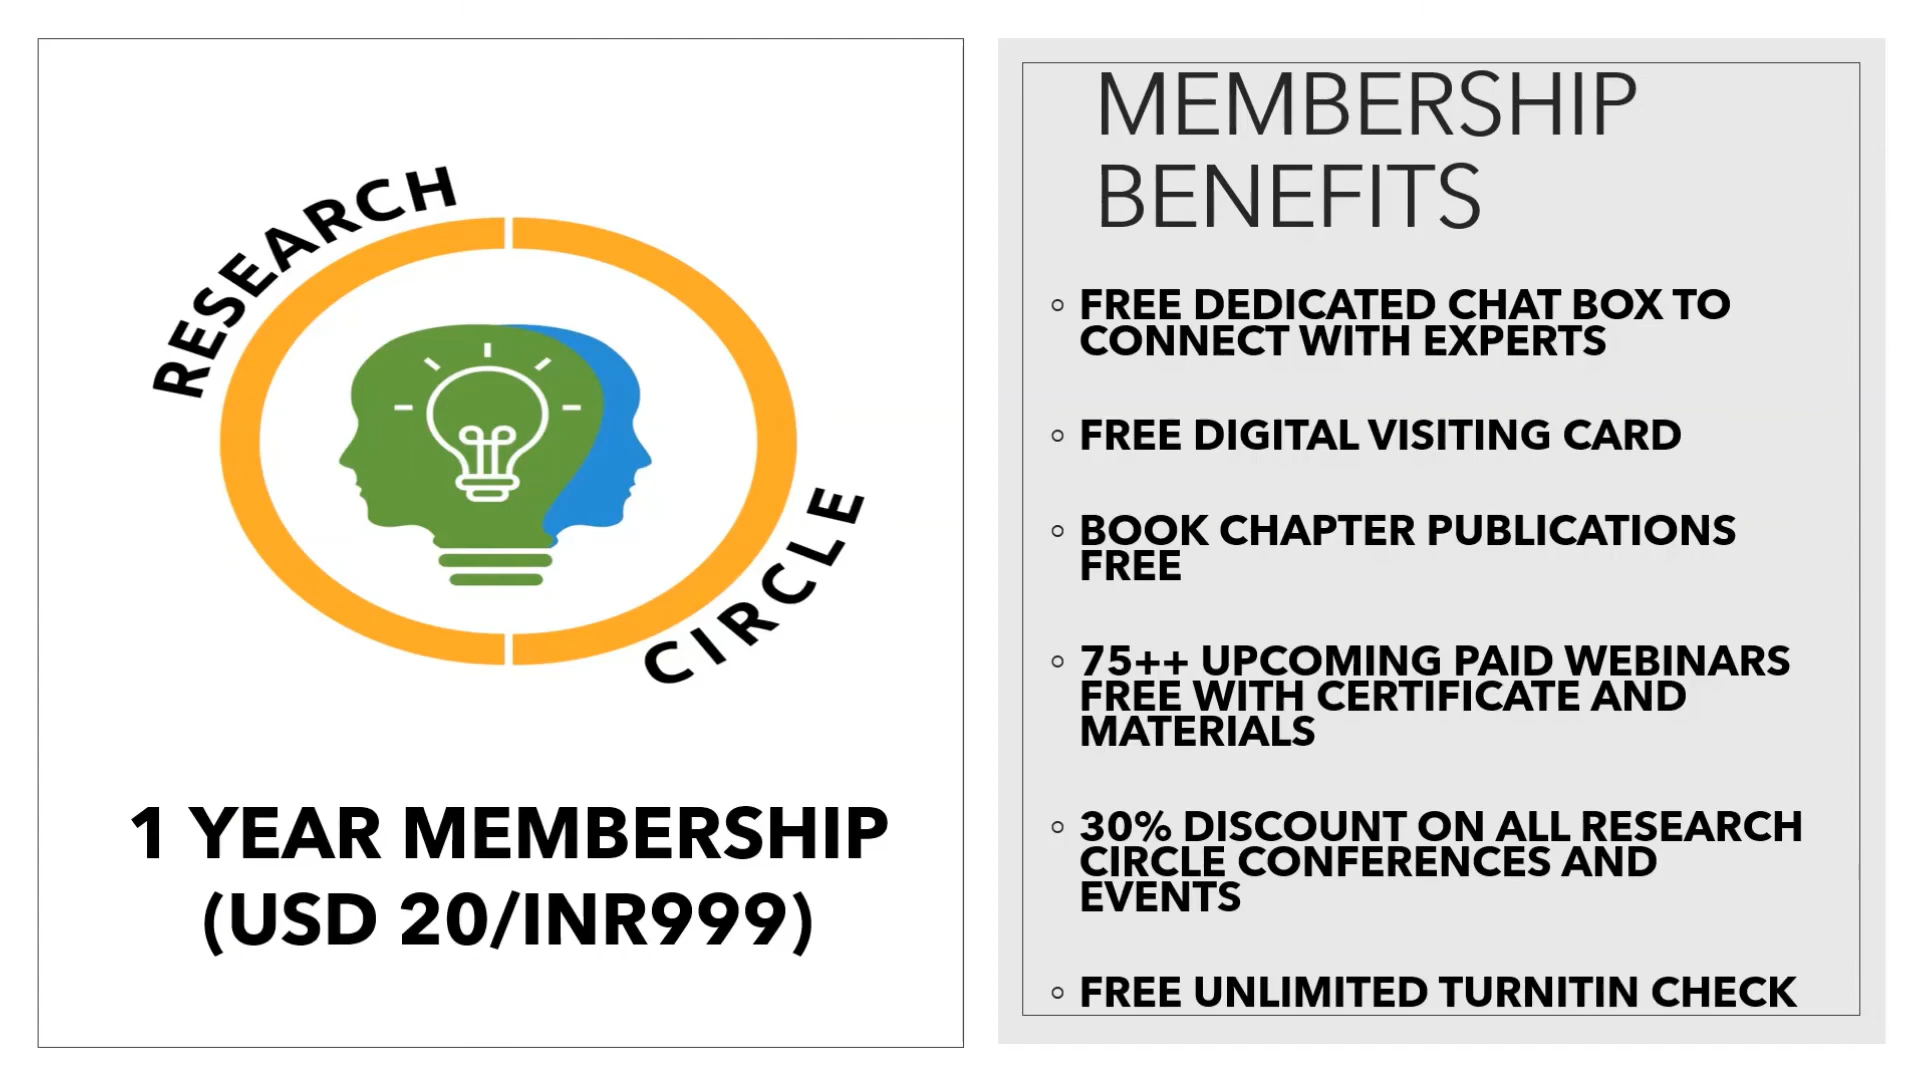 RESEARCH
CIRCLE
1 YEAR MEMBERSHIP
(USD 20/INR999)
MEMBERSHIP
BENEFITS
◦ FREE DEDICATED CHAT BOX TO
CONNECT WITH EXPERTS
◦ FREE DIGITAL VISITING CARD
◦ BOOK CHAPTER PUBLICATIONS
FREE
◦ 75++ UPCOMING PAID WEBINARS
FREE WITH CERTIFICATE AND
MATERIALS
◦ 30% DISCOUNT ON ALL RESEARCH
CIRCLE CONFERENCES AND
EVENTS
◦ FREE UNLIMITED TURNITIN CHECK